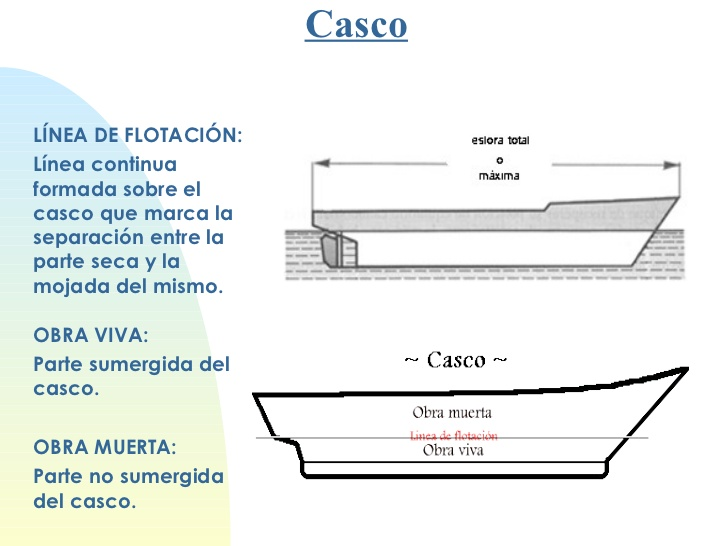 Casco
LÍNEA DE FLOTACIÓN:
Línea continua
formada sobre el
casco que marca la
separación entre la
parte seca y la
mojada del mismo.
OBRA VIVA:
Parte sumergida del
casco.
OBRA MUERTA:
Parte no sumergida
del casco.
eslora total
o
máxima
~ Casco ~
Obra muerta
Linea de flotación
Obra viva